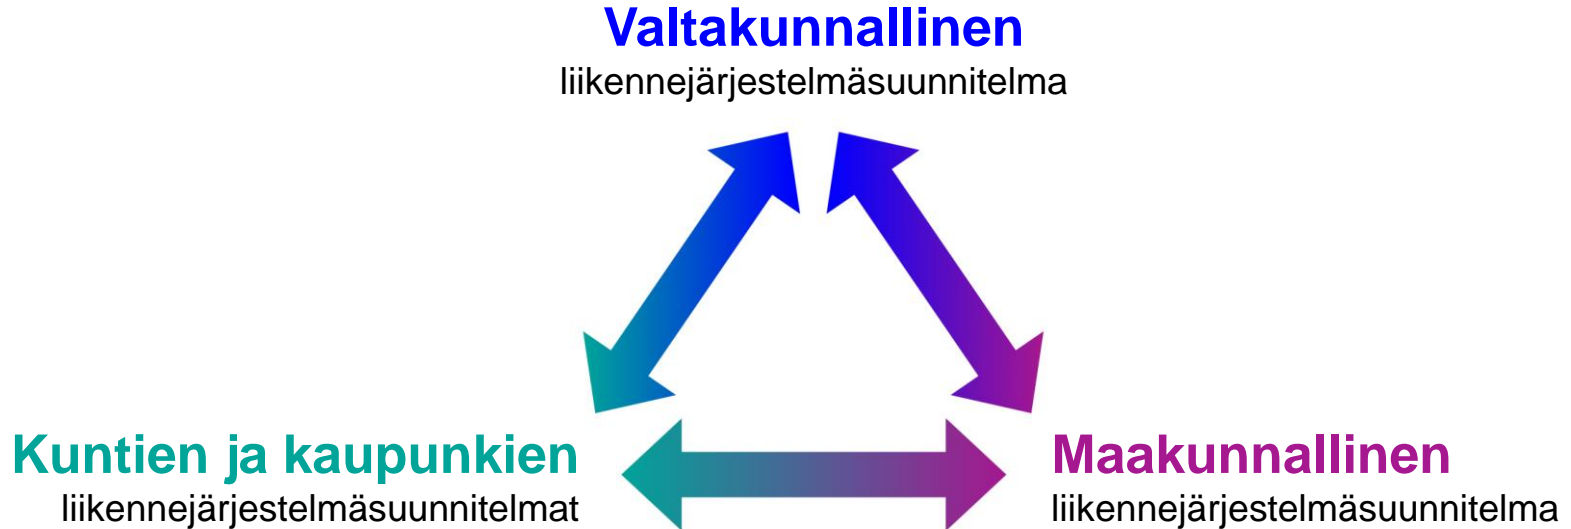 Valtakunnallinen
liikennejärjestelmäsuunnitelma
Kuntien ja kaupunkien
liikennejärjestelmäsuunnitelmat
Maakunnallinen
liikennejärjestelmäsuunnitelma